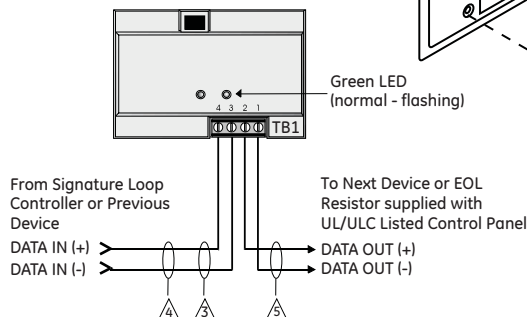 Green LED
(normal - flashing)
4 3 2 1
TB1
From Signature Loop
Controller or Previous
Device
DATA IN (+)
DATA IN (-)
To Next Device or EOL
Resistor supplied with
UL/ULC Listed Control Panel
DATA OUT (+)
DATA OUT (-)
4 3 5